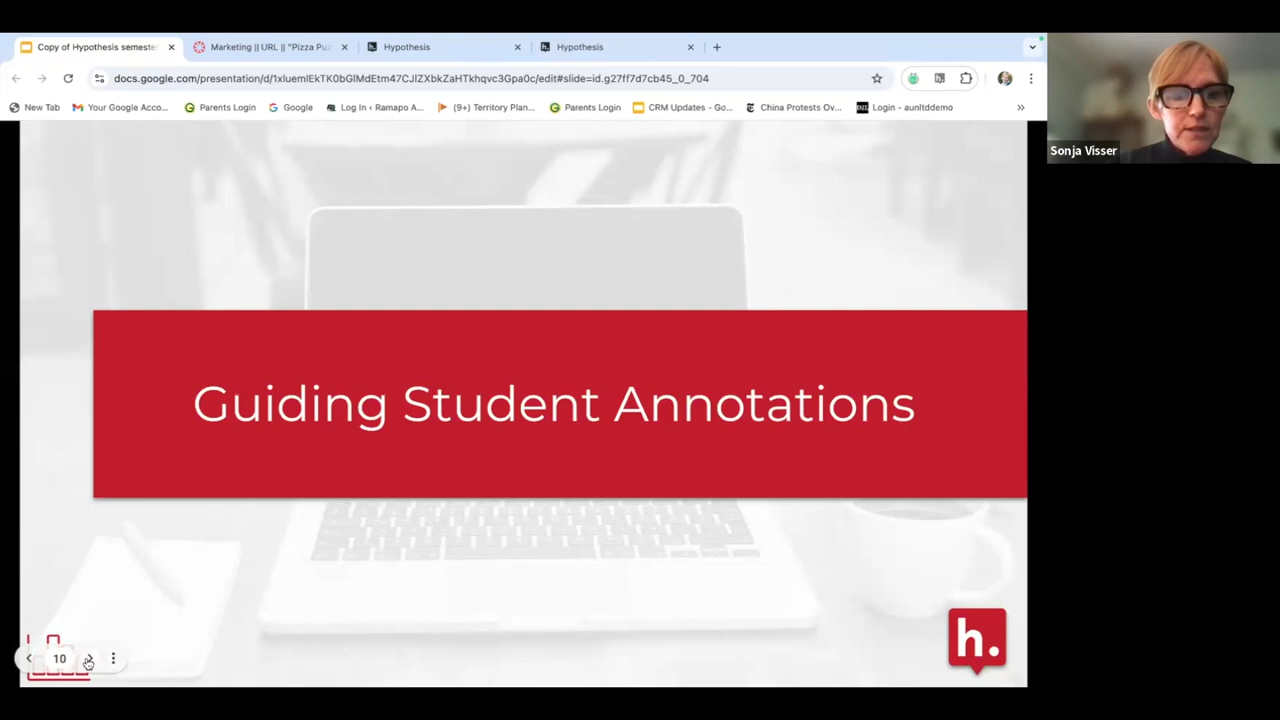 Copy of Hypothesis semeste
Marketing || URL || "Pizza Pu
Hypothesis
Hypothesis
docs.google.com/presentation/d/1xluemIEkTK0bGlMdEtm47CJIZXbkZaHTkhqvc3Gpa0c/edit#slide=id.g27ff7d7cb45_0_704
New Tab
Your Google Acco...
Parents Login
Google
Log In ‹ Ramapo A...
(9+) Territory Plan...
Parents Login
CRM Updates - Go...
China Protests Ov...
Login - aunltddemo
»
Sonja Visser
Guiding Student Annotations
h.
10